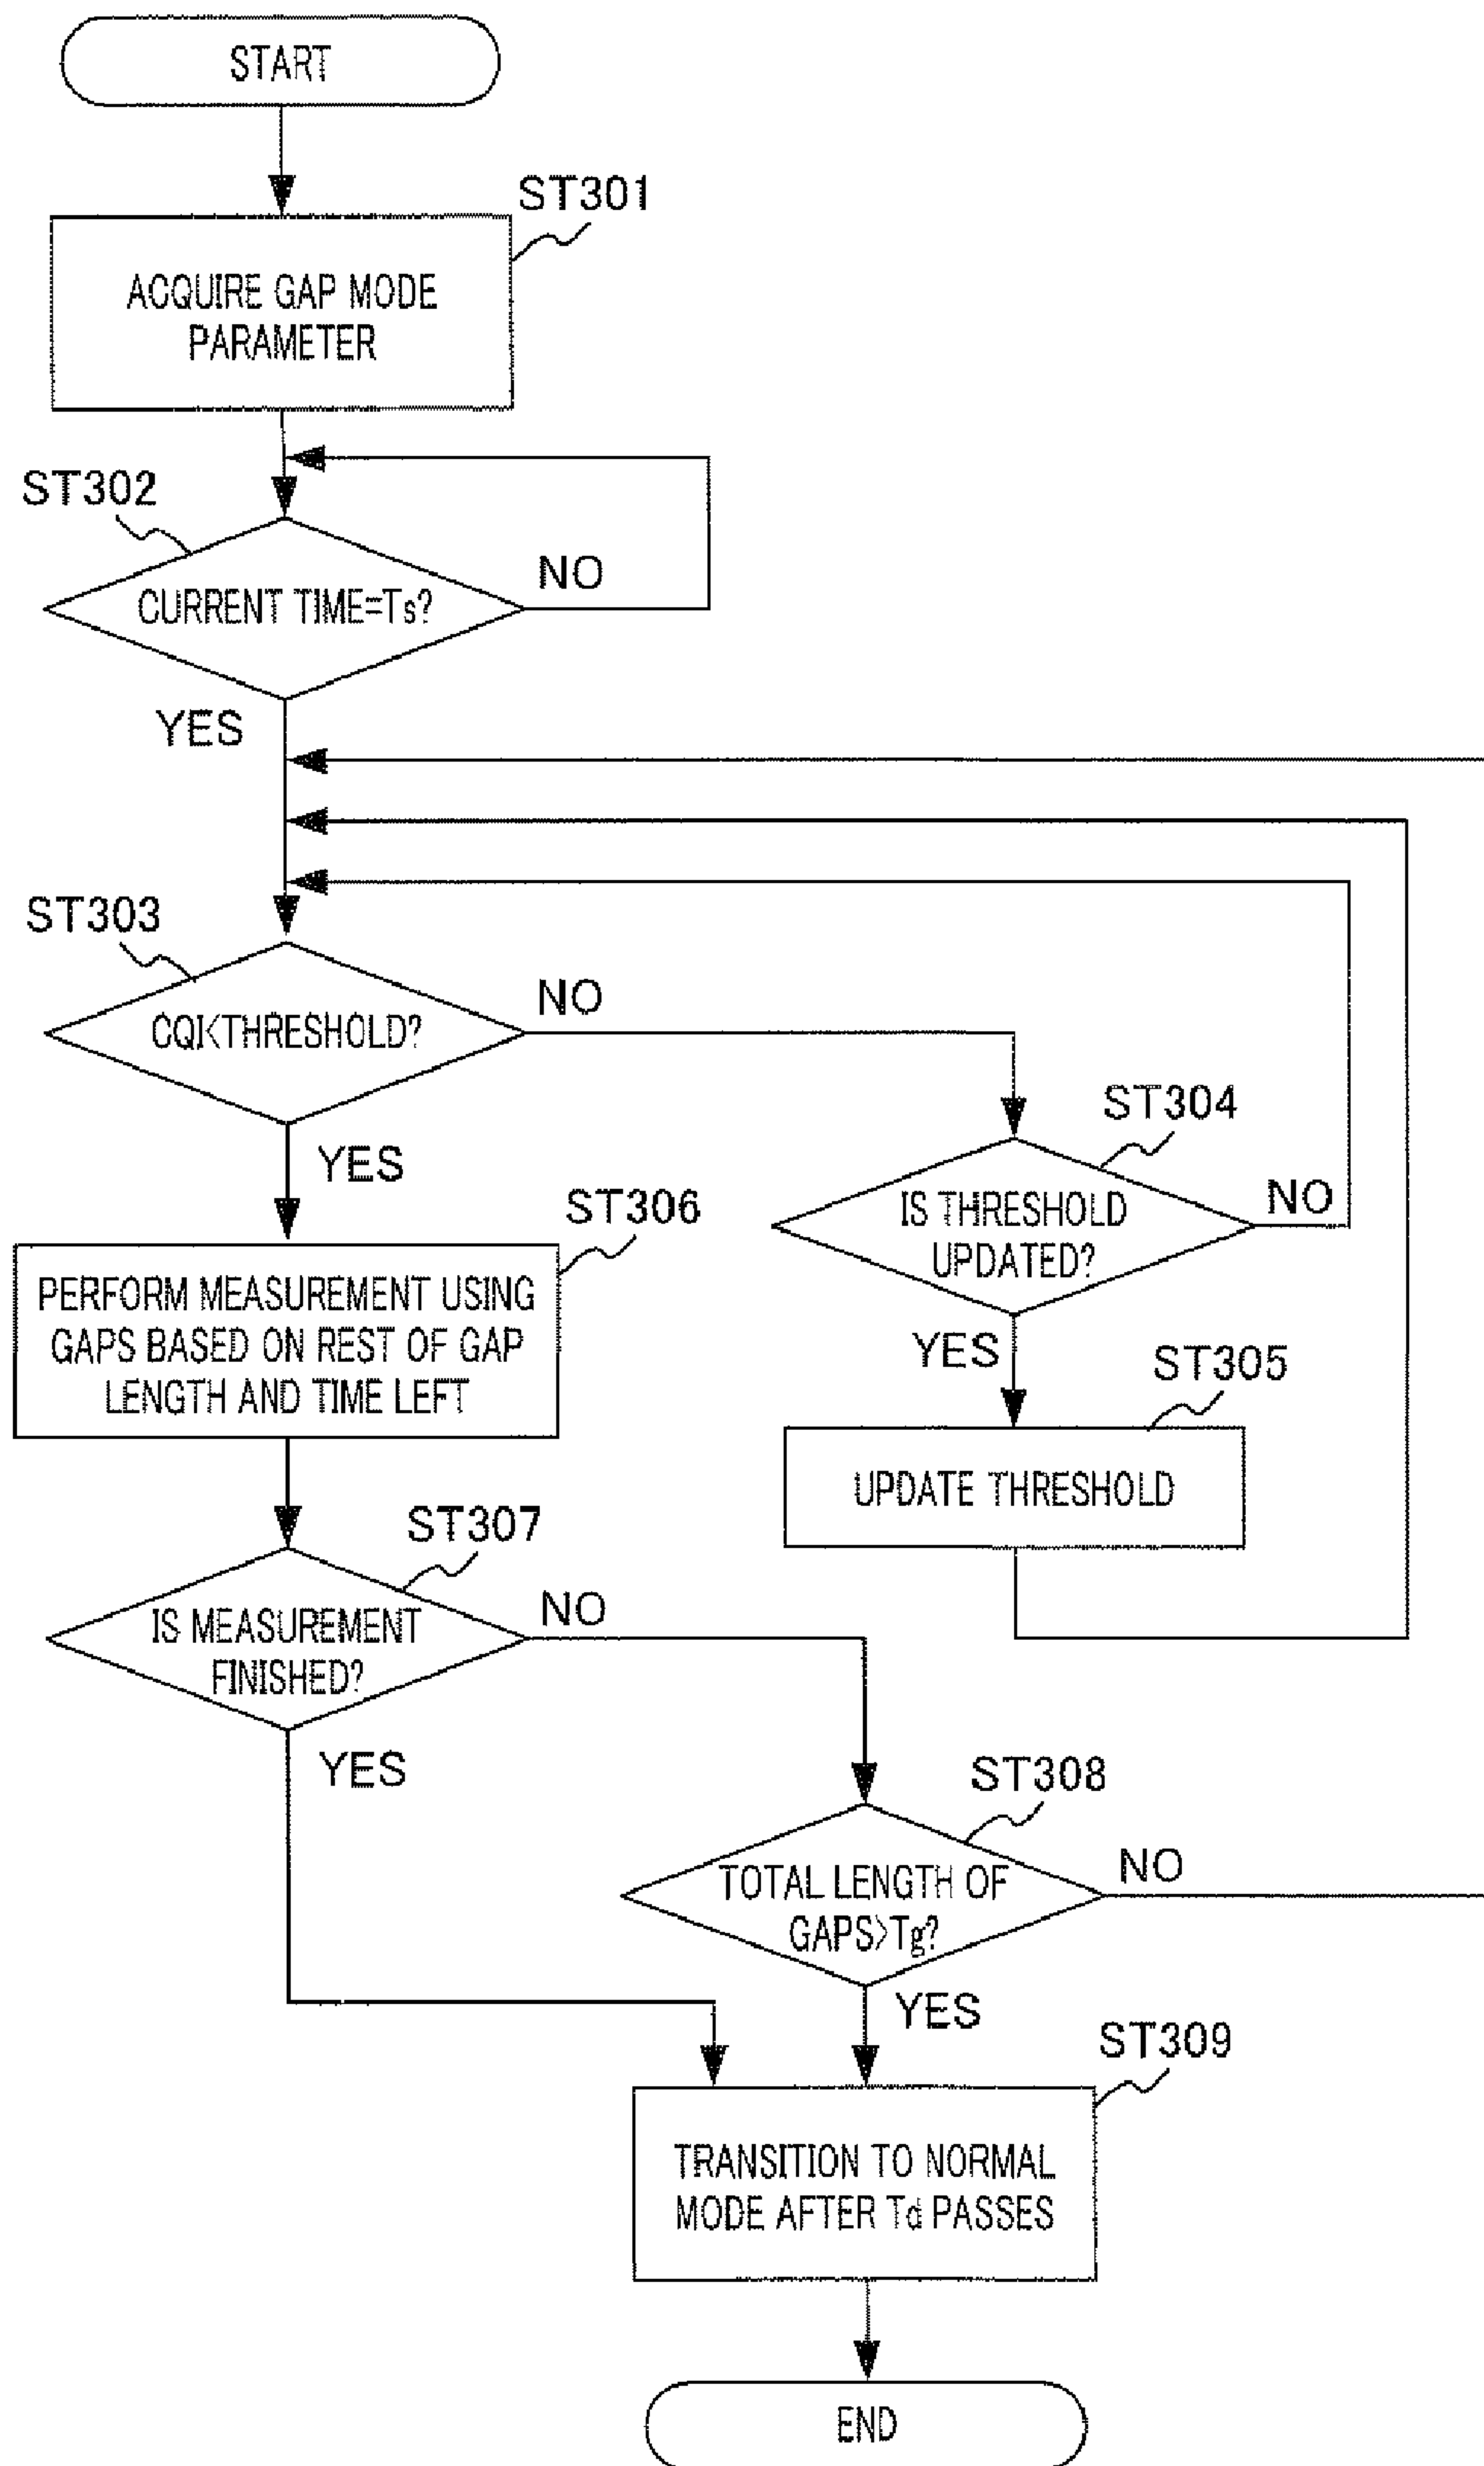 START
ST301
ACQUIRE GAP MODE
PARAMETER
ST302
CURRENT TIME=Ts?
NO
YES
ST303
CQI<THRESHOLD?
NO
YES
ST304
IS THRESHOLD
UPDATED?
NO
YES
ST305
UPDATE THRESHOLD
ST306
PERFORM MEASUREMENT USING
GAPS BASED ON REST OF GAP
LENGTH AND TIME LEFT
ST307
IS MEASUREMENT
FINISHED?
NO
YES
ST308
TOTAL LENGTH OF
GAPS>Tg?
NO
YES
ST309
TRANSITION TO NORMAL
MODE AFTER Td PASSES
END